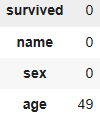 survived 0
name 0
sex 0
age 49